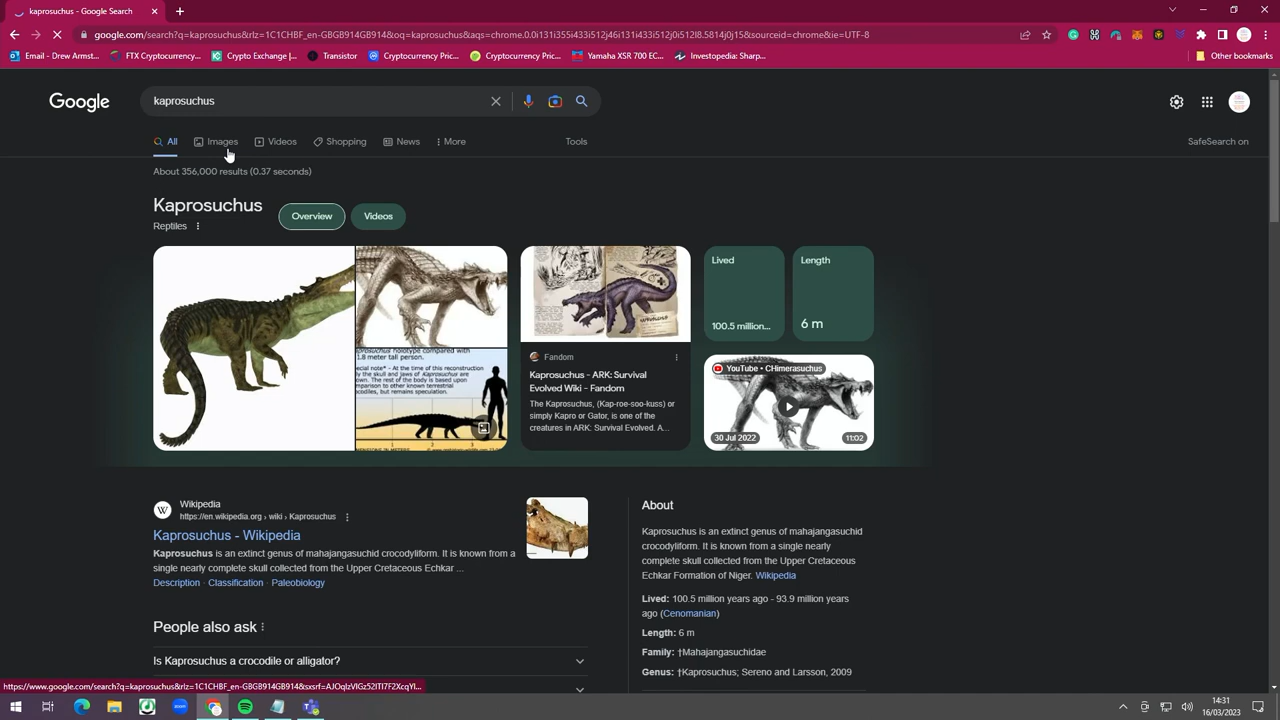 kaprosuchus - Google Search
google.com/search?q=kaprosuchus&rlz=1C1CHBF_en-GBGB914GB914&oq=kaprosuchus&aqs=chrome.0.0i131i355i433i512j46i131i433i512j0i512l8.5814j0j15&sourceid=chrome&ie=UTF-8
Email - Drew Armst...
FTX Cryptocurrency...
Crypto Exchange |...
Transistor
Cryptocurrency Pric...
Cryptocurrency Pric...
Yamaha XSR 700 EC...
Investopedia: Sharp...
Other bookmarks
Google
kaprosuchus
All
Images
Videos
Shopping
News
More
Tools
SafeSearch on
About 356,000 results (0.37 seconds)
Kaprosuchus
Reptiles
Overview
Videos
Lived
100.5 million...
Length
6 m
Fandom
Kaprosuchus - ARK: Survival
Evolved Wiki - Fandom
The Kaprosuchus, (Kap-roe-soo-kuss) or
simply Kapro or Gator, is one of the
creatures in ARK: Survival Evolved. A...
YouTube • CHimerasuchus
30 Jul 2022
11:02
Wikipedia
https://en.wikipedia.org › wiki › Kaprosuchus
Kaprosuchus - Wikipedia
Kaprosuchus is an extinct genus of mahajangasuchid crocodyliform. It is known from a
single nearly complete skull collected from the Upper Cretaceous Echkar ...
Description · Classification · Paleobiology
People also ask
Is Kaprosuchus a crocodile or alligator?
About
Kaprosuchus is an extinct genus of mahajangasuchid
crocodyliform. It is known from a single nearly
complete skull collected from the Upper Cretaceous
Echkar Formation of Niger. Wikipedia
Lived: 100.5 million years ago - 93.9 million years
ago (Cenomanian)
Length: 6 m
Family: †Mahajangasuchidae
Genus: †Kaprosuchus; Sereno and Larsson, 2009
14:31
16/03/2023